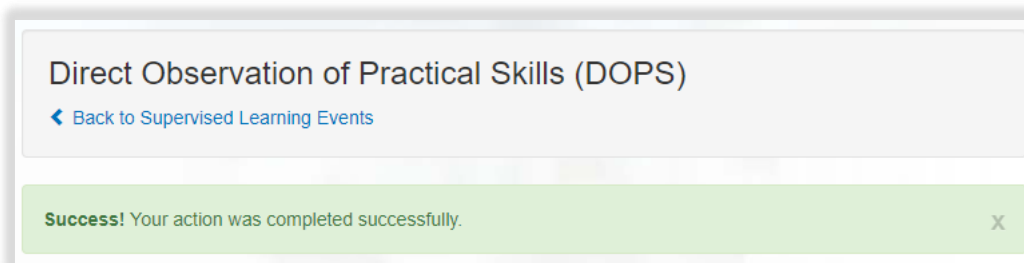 Direct Observation of Practical Skills (DOPS)
Back to Supervised Learning Events
Success! Your action was completed successfully.
x